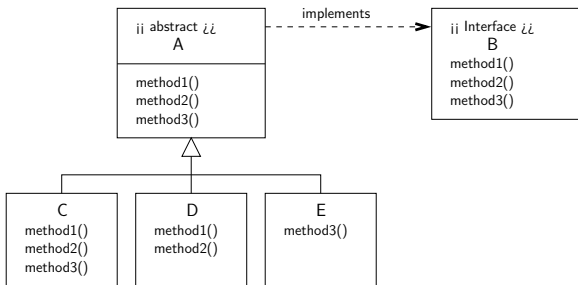 ¡¡ abstract ¿¿
A
method1()
method2()
method3()
implements
¡¡ Interface ¿¿
B
method1()
method2()
method3()
C
method1()
method2()
method3()
D
method1()
method2()
E
method3()